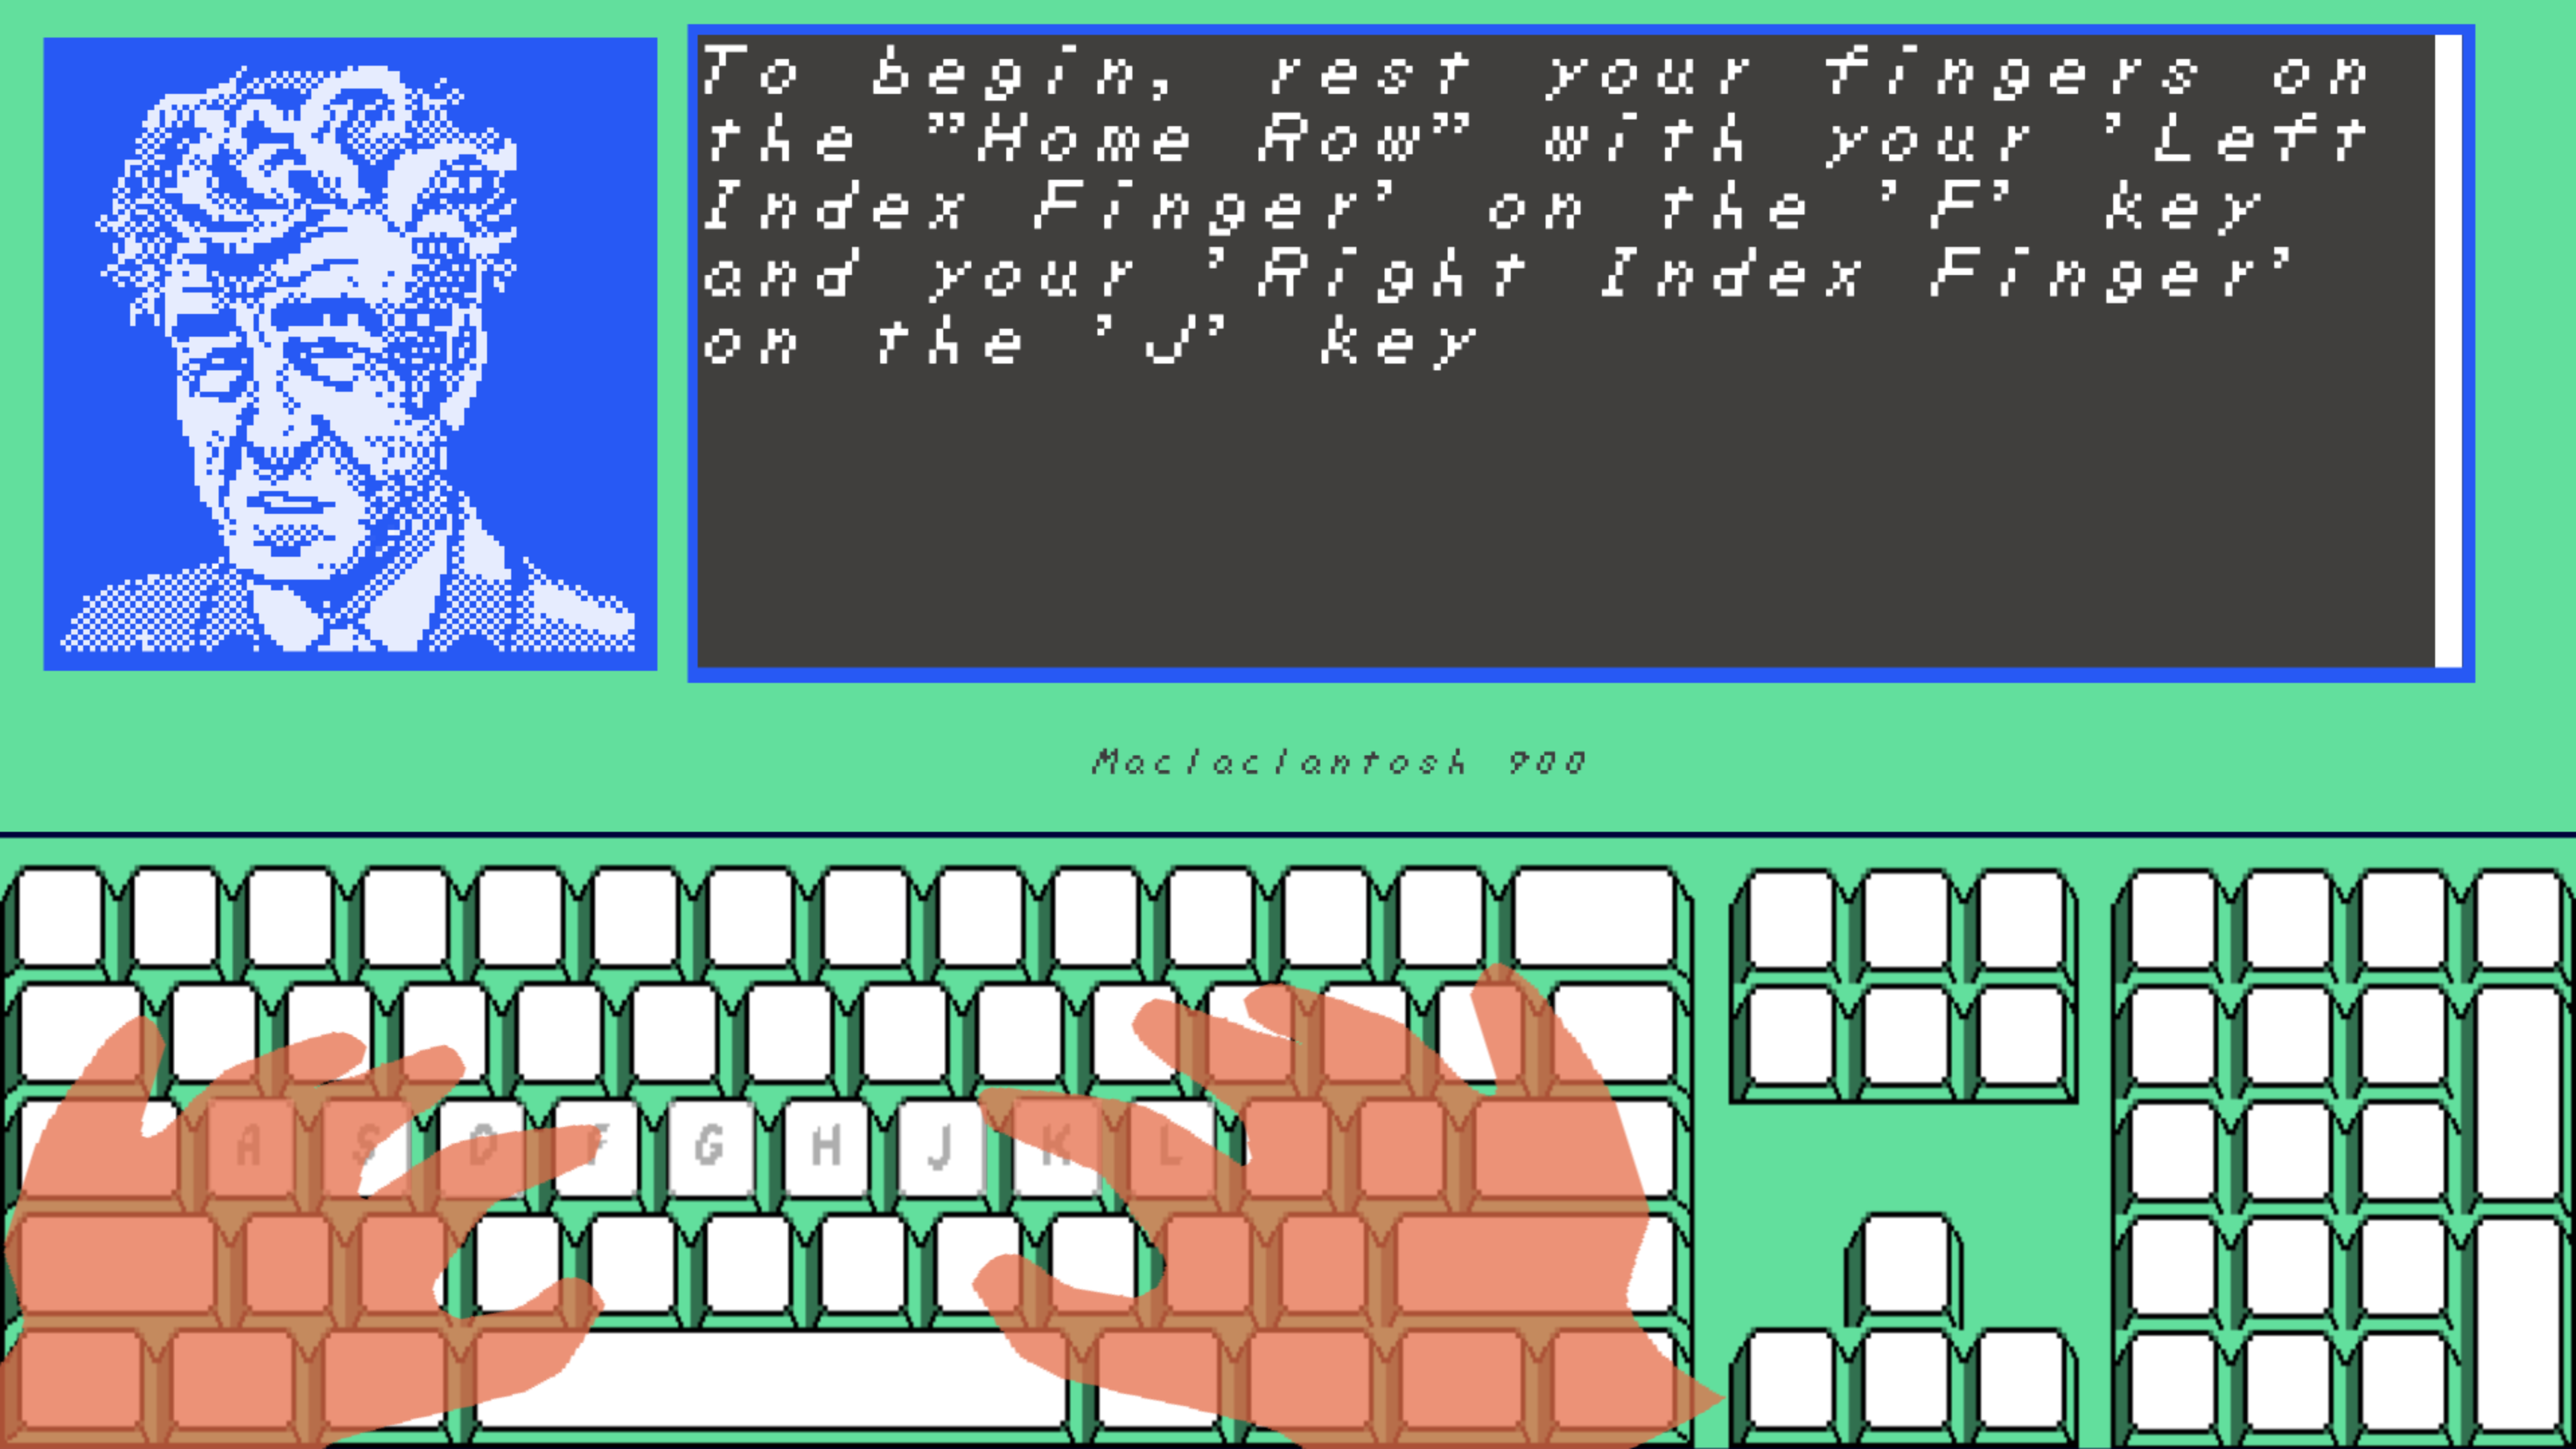 To begin, rest your fingers on
the "Home Row" with your 'Left
Index Finger' on the 'F' key
and your 'Right Index Finger'
on the 'J' key
Maclaclantosh 900
A S D F G H J K L